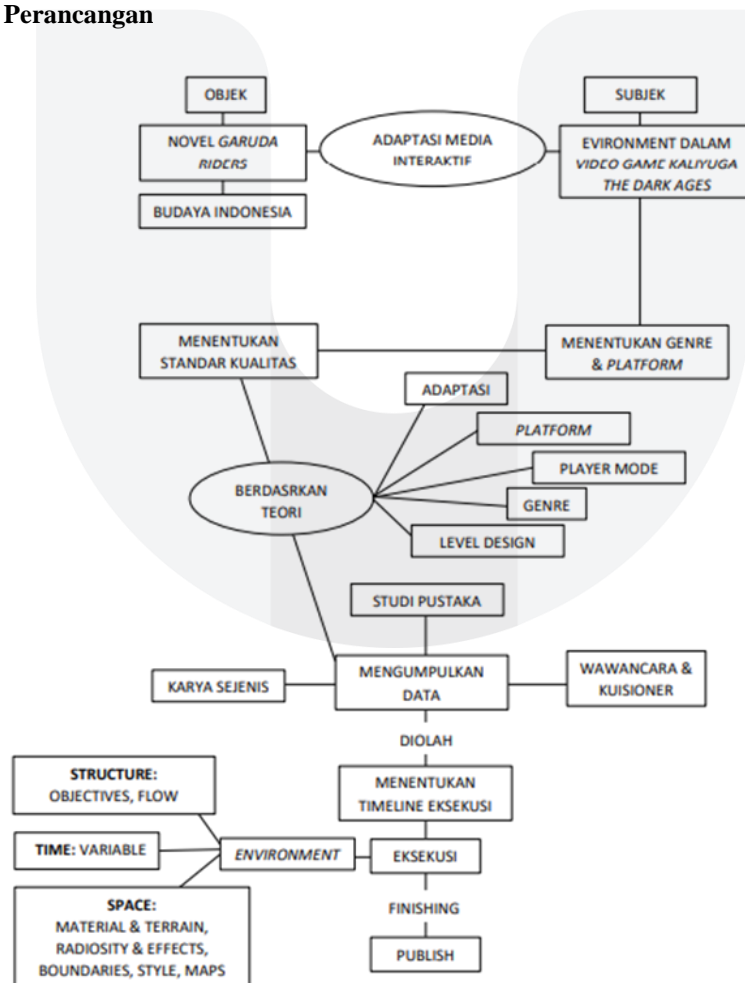 Perancangan
OBJEK
SUBJEK
NOVEL GARUDA
RIDERS
ADAPTASI MEDIA
INTERAKTIF
EVIRONMENT DALAM
VIDEO GAME KALIYUGA
THE DARK AGES
BUDAYA INDONESIA
MENENTUKAN
STANDAR KUALITAS
MENENTUKAN GENRE
& PLATFORM
ADAPTASI
PLATFORM
PLAYER MODE
BERDASRKAN
TEORI
GENRE
LEVEL DESIGN
STUDI PUSTAKA
KARYA SEJENIS
MENGUMPULKAN
DATA
WAWANCARA &
KUISIONER
DIOLAH
STRUCTURE:
OBJECTIVES, FLOW
MENENTUKAN
TIMELINE EKSEKUSI
TIME: VARIABLE
ENVIRONMENT
EKSEKUSI
SPACE:
MATERIAL & TERRAIN,
RADIOSITY & EFFECTS,
BOUNDARIES, STYLE, MAPS
FINISHING
PUBLISH